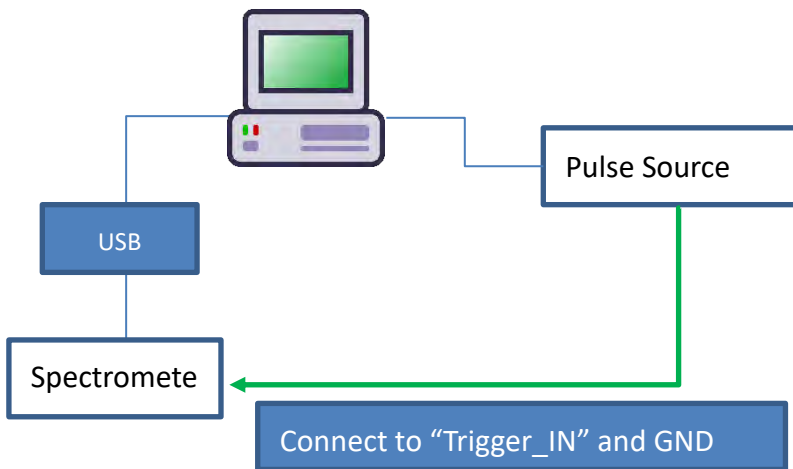 Pulse Source
USB
Spectromete
Connect to “Trigger_IN” and GND